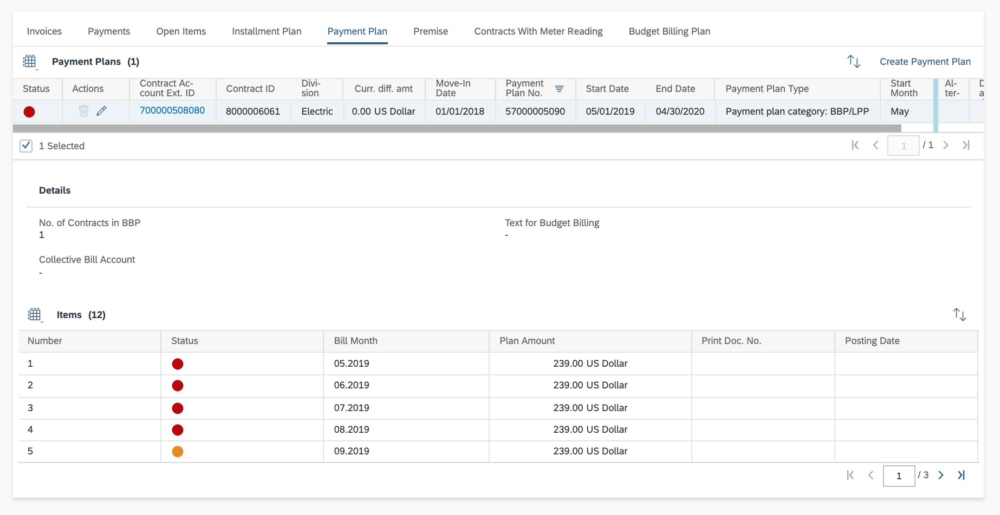 Invoices Payments Open Items Installment Plan Payment Plan Premise Contracts With Meter Reading Budget Billing Plan
Payment Plans (1) Create Payment Plan
Status Actions Contract Ac-
count Ext. ID Contract ID Divi-
sion Curr. diff. amt Move-In
Date Payment
Plan No. Start Date End Date Payment Plan Type Start
Month Al-
ter-
700000508080 8000006061 Electric 0.00 US Dollar 01/01/2018 57000005090 05/01/2019 04/30/2020 Payment plan category: BBP/LPP May
1 Selected 1 / 1
Details
No. of Contracts in BBP Text for Budget Billing
1 -
Collective Bill Account
-
Items (12)
Number Status Bill Month Plan Amount Print Doc. No. Posting Date
1 05.2019 239.00 US Dollar
2 06.2019 239.00 US Dollar
3 07.2019 239.00 US Dollar
4 08.2019 239.00 US Dollar
5 09.2019 239.00 US Dollar
1 / 3